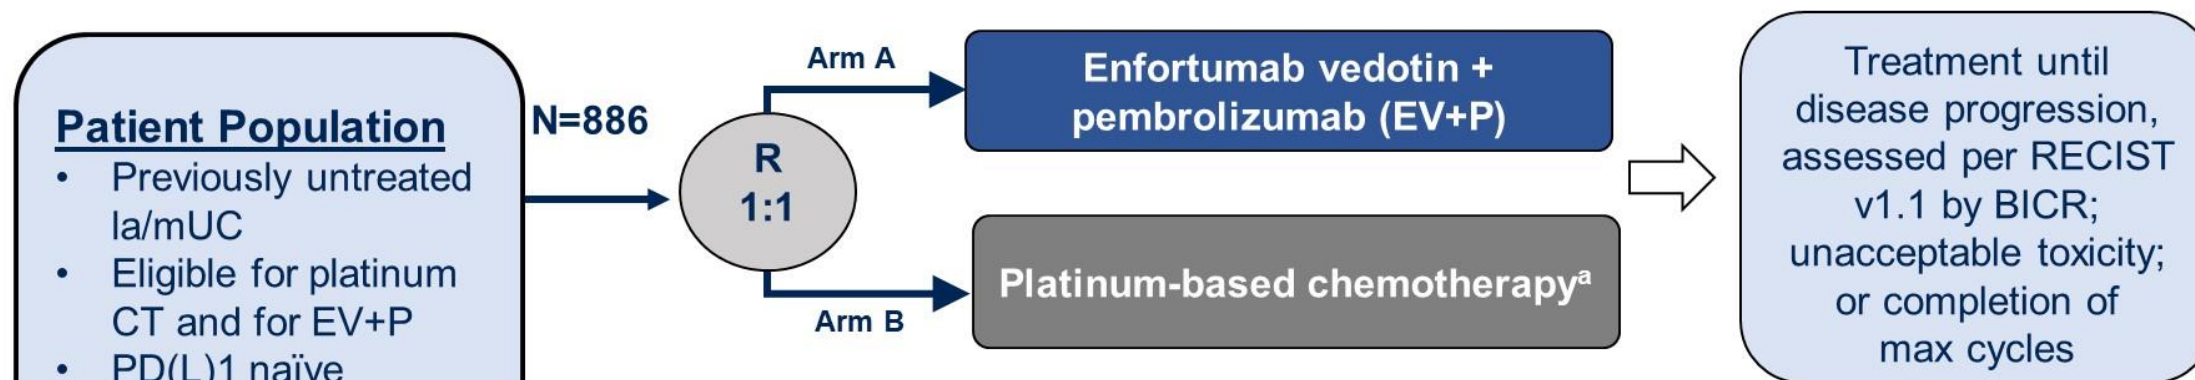 Patient Population
• Previously untreated
la/mUC
• Eligible for platinum
CT and for EV+P
• PD(L)1 naïve
N=886
R
1:1
Arm A
Enfortumab vedotin +
pembrolizumab (EV+P)
Arm B
Platinum-based chemotherapyᵃ
Treatment until
disease progression,
assessed per RECIST
v1.1 by BICR;
unacceptable toxicity;
or completion of
max cycles